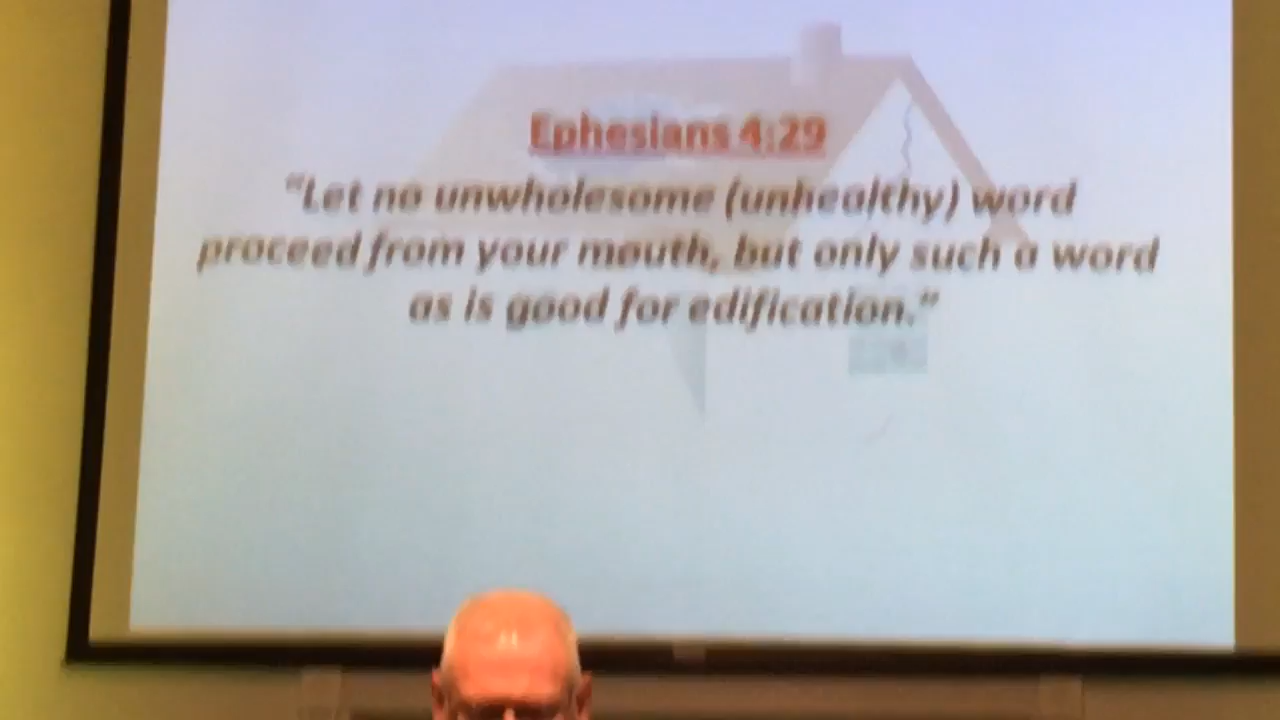 Ephesians 4:29
"Let no unwholesome (unhealthy) word
proceed from your mouth, but only such a word
as is good for edification."